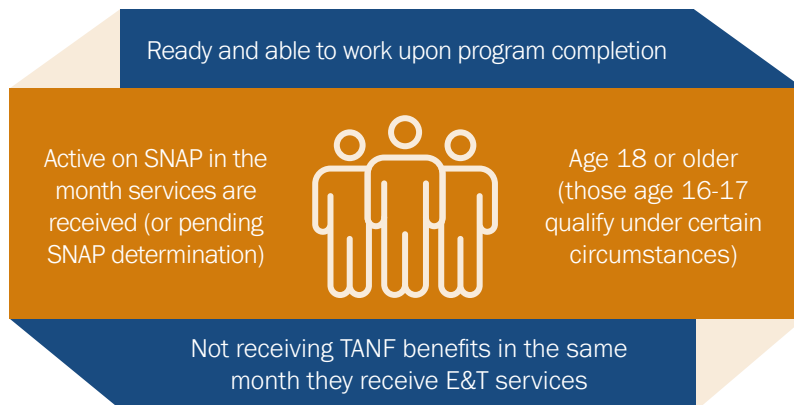 Ready and able to work upon program completion
Active on SNAP in the
month services are
received (or pending
SNAP determination)
Age 18 or older
(those age 16-17
qualify under certain
circumstances)
Not receiving TANF benefits in the same
month they receive E&T services